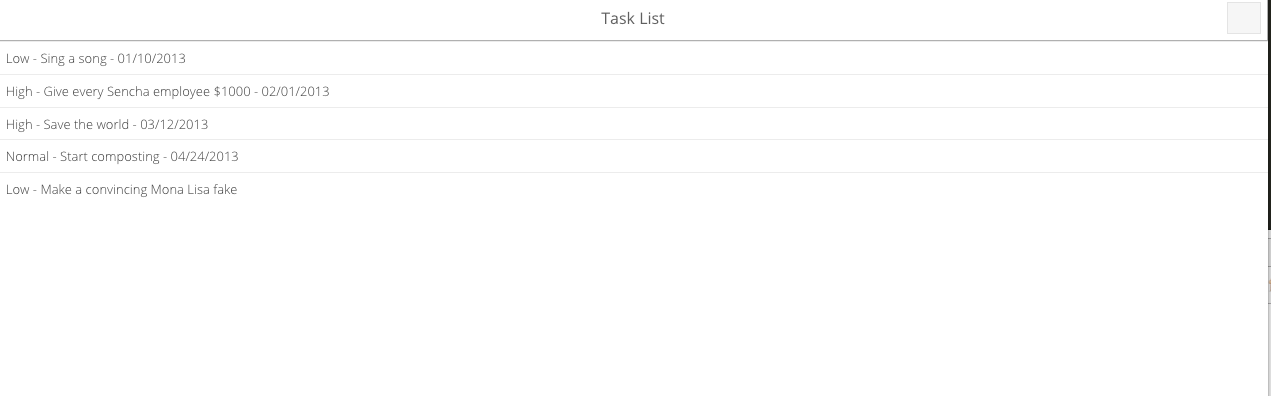 Task List
Low - Sing a song - 01/10/2013
High - Give every Sencha employee $1000 - 02/01/2013
High - Save the world - 03/12/2013
Normal - Start composting - 04/24/2013
Low - Make a convincing Mona Lisa fake